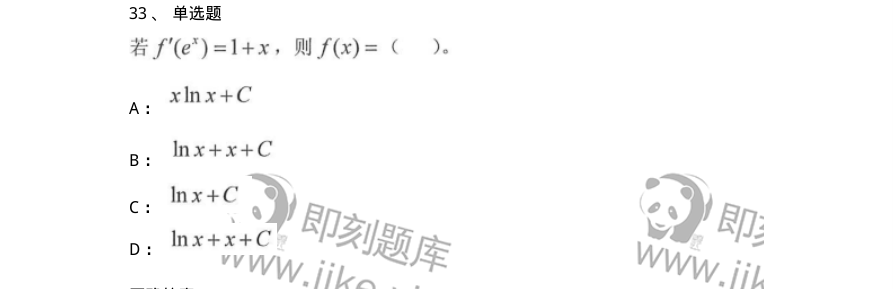 33 、 单选题
若 f′(eˣ)=1+x，则 f(x)=（　）。
A： x ln x+C
B： ln x+x+C
C： ln x+C
D： ln x+x+C
即刻题库
www.jike
即刻
www.jik